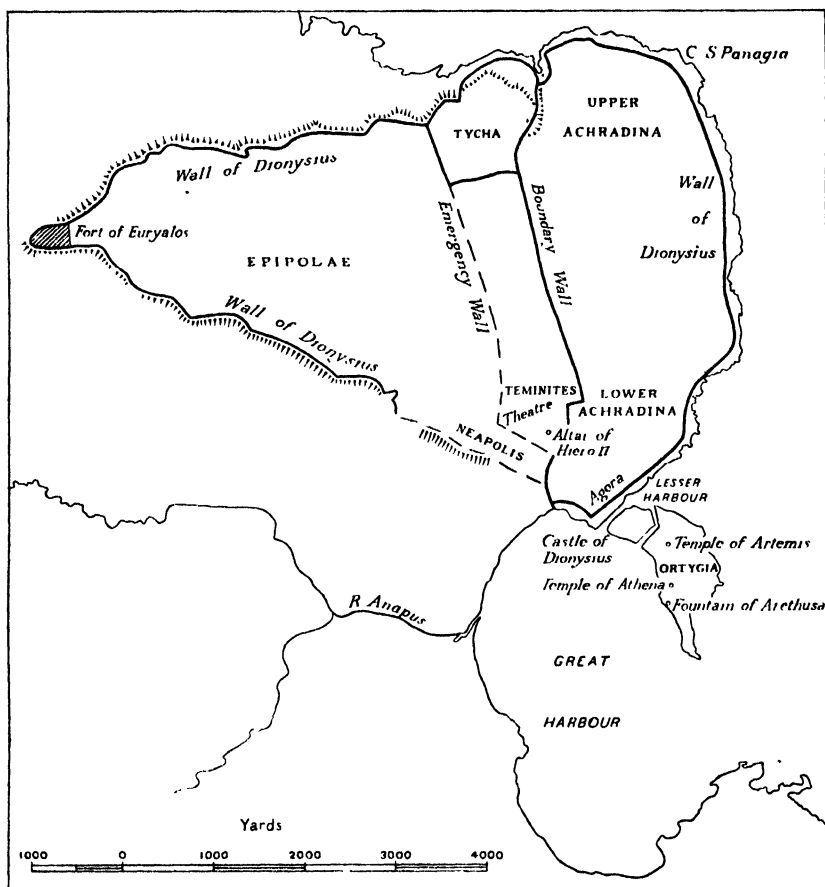 C S Panagia
UPPER
ACHRADINA
TYCHA
Wall of Dionysius
Wall
of
Dionysius
Boundary Wall
Emergency Wall
Fort of Euryalos
EPIPOLAE
Wall of Dionysius
TEMINITES
Theatre
LOWER
ACHRADINA
Altar of
Hiero II
NEAPOLIS
Agora
LESSER
HARBOUR
Castle of
Dionysius
Temple of Artemis
ORTYGIA
Temple of Athena
Fountain of Arethusa
R Anapus
GREAT
HARBOUR
Yards
1000 0 1000 2000 3000 4000